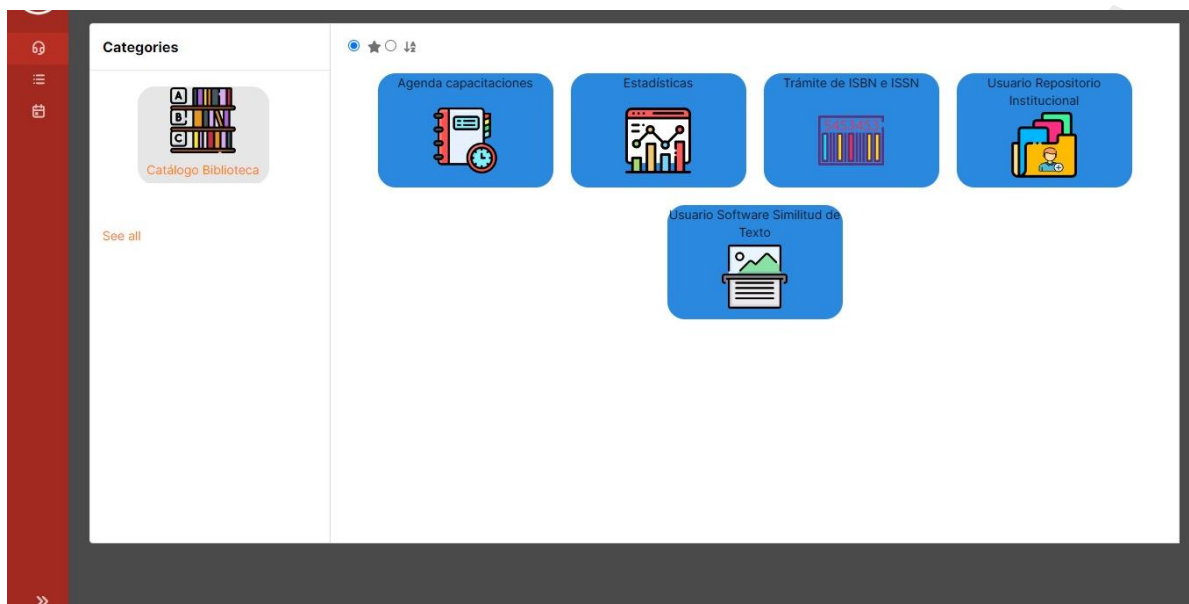 Categories
A
B
C
Catálogo Biblioteca
See all
Agenda capacitaciones
Estadísticas
Trámite de ISBN e ISSN
Usuario Repositorio
Institucional
Usuario Software Similitud de
Texto